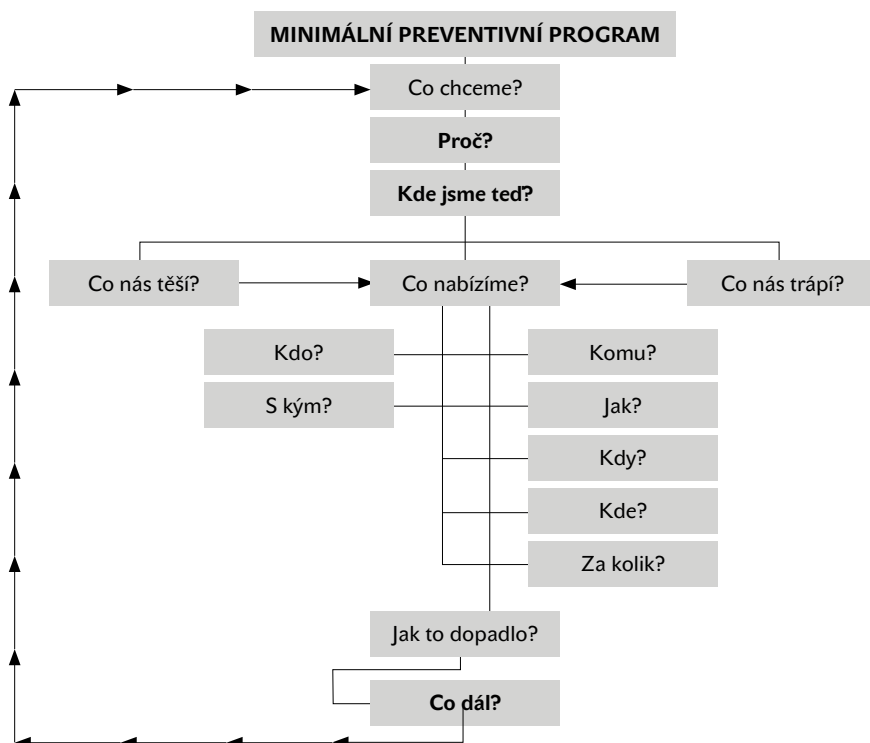 MINIMÁLNÍ PREVENTIVNÍ PROGRAM
Co chceme?
Proč?
Kde jsme teď?
Co nás těší?
Co nabízíme?
Co nás trápí?
Kdo?
Komu?
S kým?
Jak?
Kdy?
Kde?
Za kolik?
Jak to dopadlo?
Co dál?